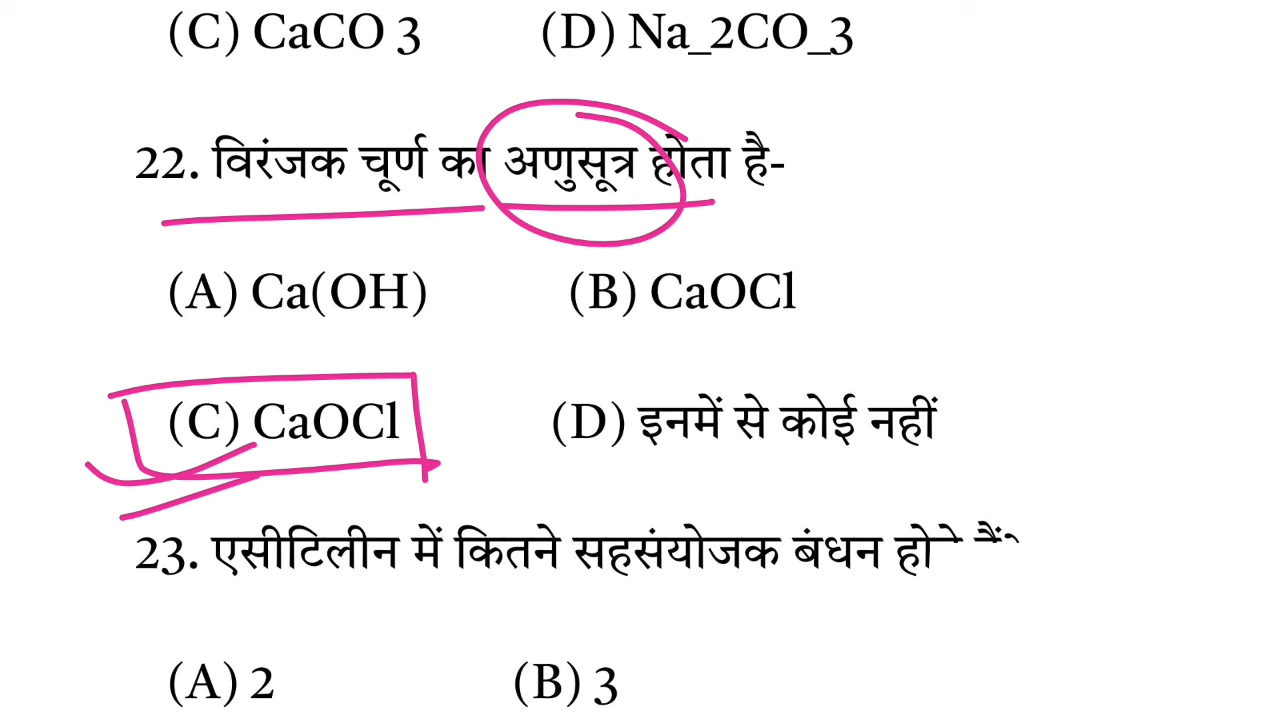 (C) CaCO 3 (D) Na_2CO_3
22. विरंजक चूर्ण का अणुसूत्र होता है-
(A) Ca(OH) (B) CaOCl
(C) CaOCl (D) इनमें से कोई नहीं
23. एसीटिलीन में कितने सहसंयोजक बंधन
(A) 2 (B) 3